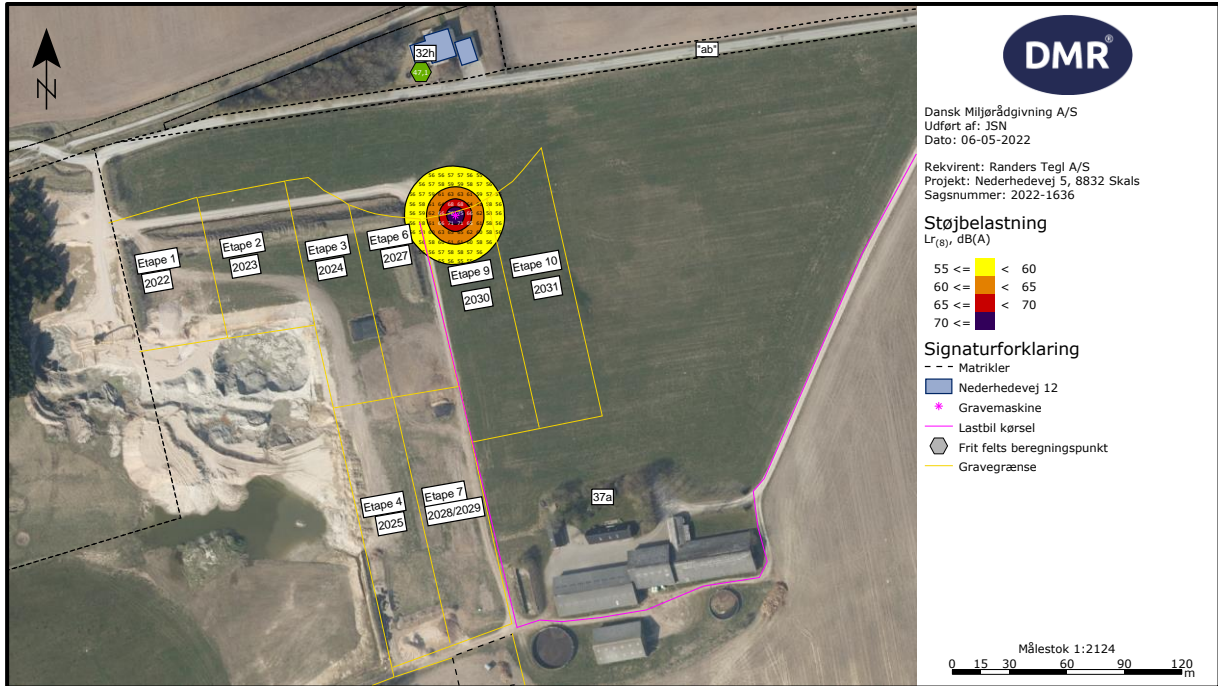 N
32h
47,1
"ab"
Etape 1
2022
Etape 2
2023
Etape 3
2024
Etape 6
2027
Etape 9
2030
Etape 10
2031
Etape 4
2025
Etape 7
2028/2029
37a
DMR®
Dansk Miljørådgivning A/S
Udført af: JSN
Dato: 06-05-2022
Rekvirent: Randers Tegl A/S
Projekt: Nederhedevej 5, 8832 Skals
Sagsnummer: 2022-1636
Støjbelastning
Lr(8), dB(A)
55 <= < 60
60 <= < 65
65 <= < 70
70 <=
Signaturforklaring
Matrikler
Nederhedevej 12
Gravemaskine
Lastbil kørsel
Frit felts beregningspunkt
Gravegrænse
Målestok 1:2124
0 15 30 60 90 120
m